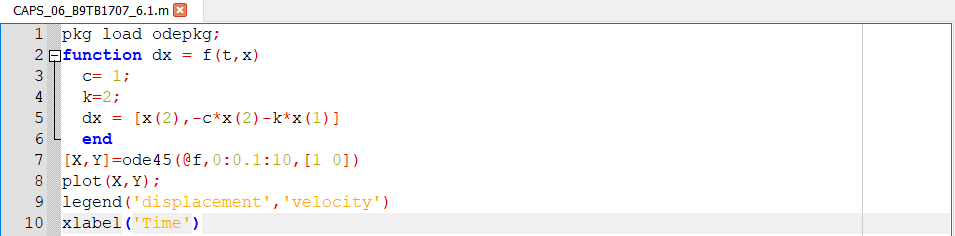 CAPS_06_B9TB1707_6.1.m
1 pkg load odepkg;
2 function dx = f(t,x)
3 c= 1;
4 k=2;
5 dx = [x(2),-c*x(2)-k*x(1)]
6 end
7 [X,Y]=ode45(@f,0:0.1:10,[1 0])
8 plot(X,Y);
9 legend('displacement','velocity')
10 xlabel('Time')